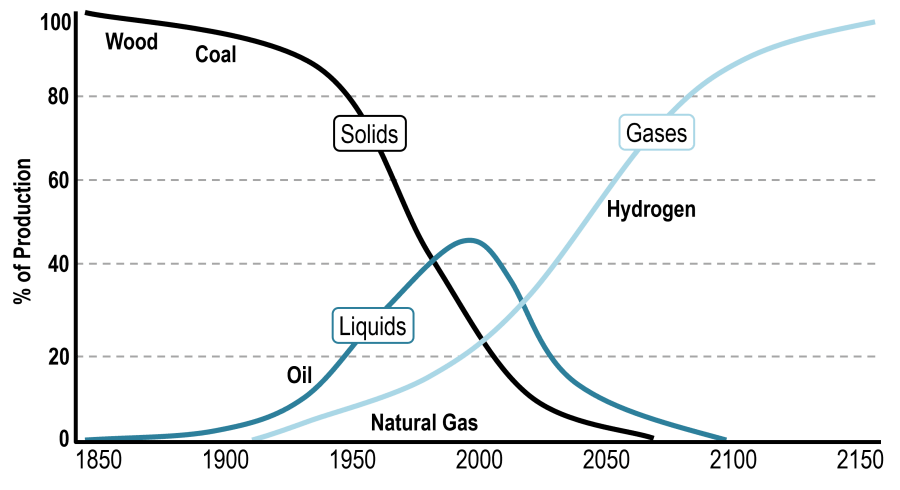 100
Wood
Coal
80
Solids
Gases
60
Hydrogen
% of Production
40
Liquids
20
Oil
Natural Gas
0
1850 1900 1950 2000 2050 2100 2150